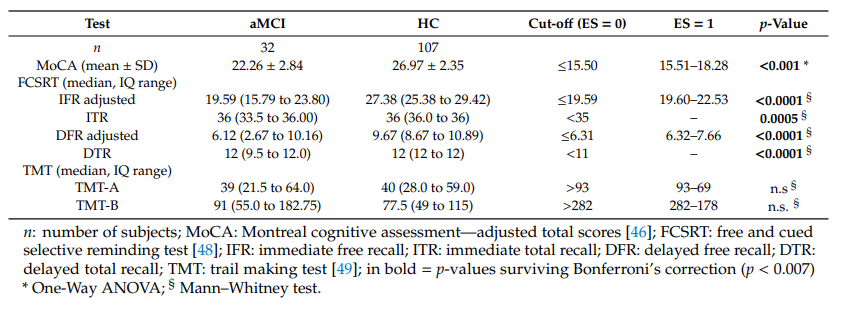 Test aMCI HC Cut-off (ES = 0) ES = 1 p-Value
n 32 107
MoCA (mean ± SD) 22.26 ± 2.84 26.97 ± 2.35 ≤15.50 15.51–18.28 <0.001 *
FCSRT (median, IQ range)
IFR adjusted 19.59 (15.79 to 23.80) 27.38 (25.38 to 29.42) ≤19.59 19.60–22.53 <0.0001 §
ITR 36 (33.5 to 36.00) 36 (36.0 to 36) <35 – 0.0005 §
DFR adjusted 6.12 (2.67 to 10.16) 9.67 (8.67 to 10.89) ≤6.31 6.32–7.66 <0.0001 §
DTR 12 (9.5 to 12.0) 12 (12 to 12) <11 – <0.0001 §
TMT (median, IQ range)
TMT-A 39 (21.5 to 64.0) 40 (28.0 to 59.0) >93 93–69 n.s §
TMT-B 91 (55.0 to 182.75) 77.5 (49 to 115) >282 282–178 n.s. §
n: number of subjects; MoCA: Montreal cognitive assessment—adjusted total scores [46]; FCSRT: free and cued
selective reminding test [48]; IFR: immediate free recall; ITR: immediate total recall; DFR: delayed free recall; DTR:
delayed total recall; TMT: trail making test [49]; in bold = p-values surviving Bonferroni's correction (p < 0.007)
* One-Way ANOVA; § Mann–Whitney test.